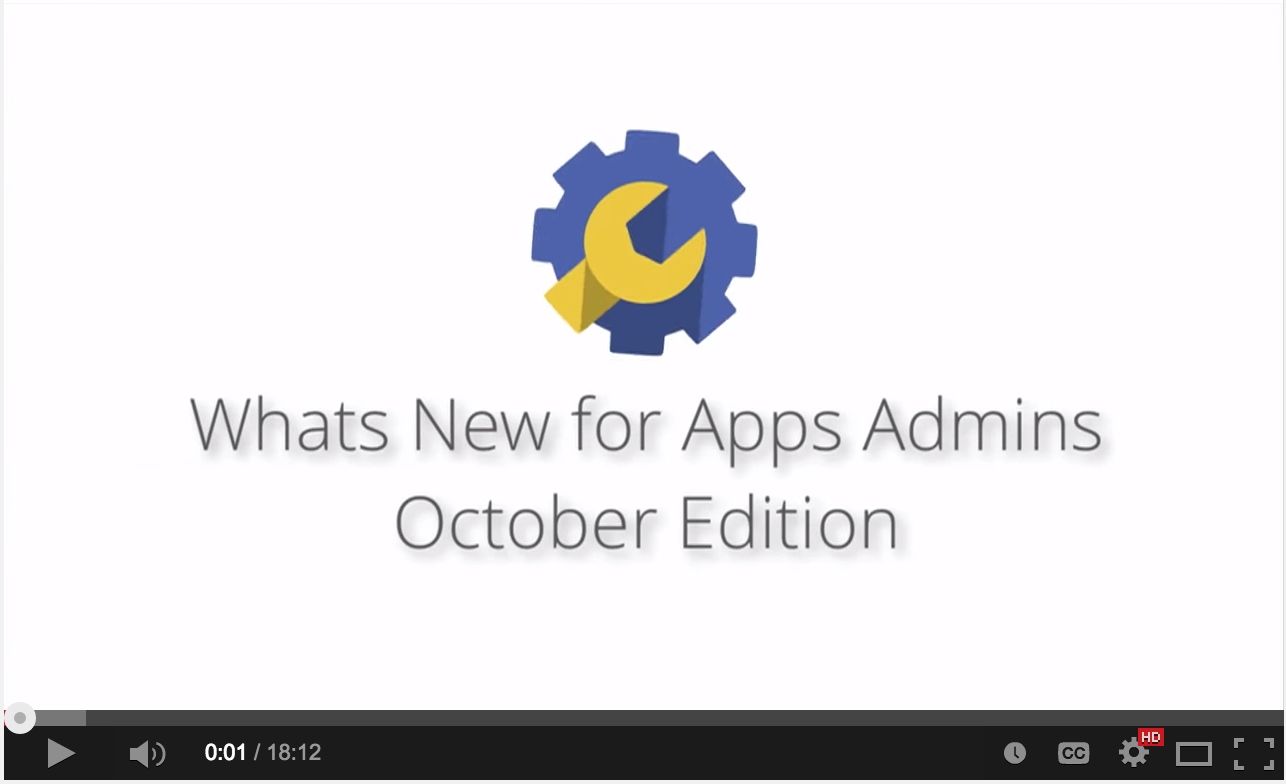 Whats New for Apps Admins
October Edition
0:01 / 18:12
CC
HD